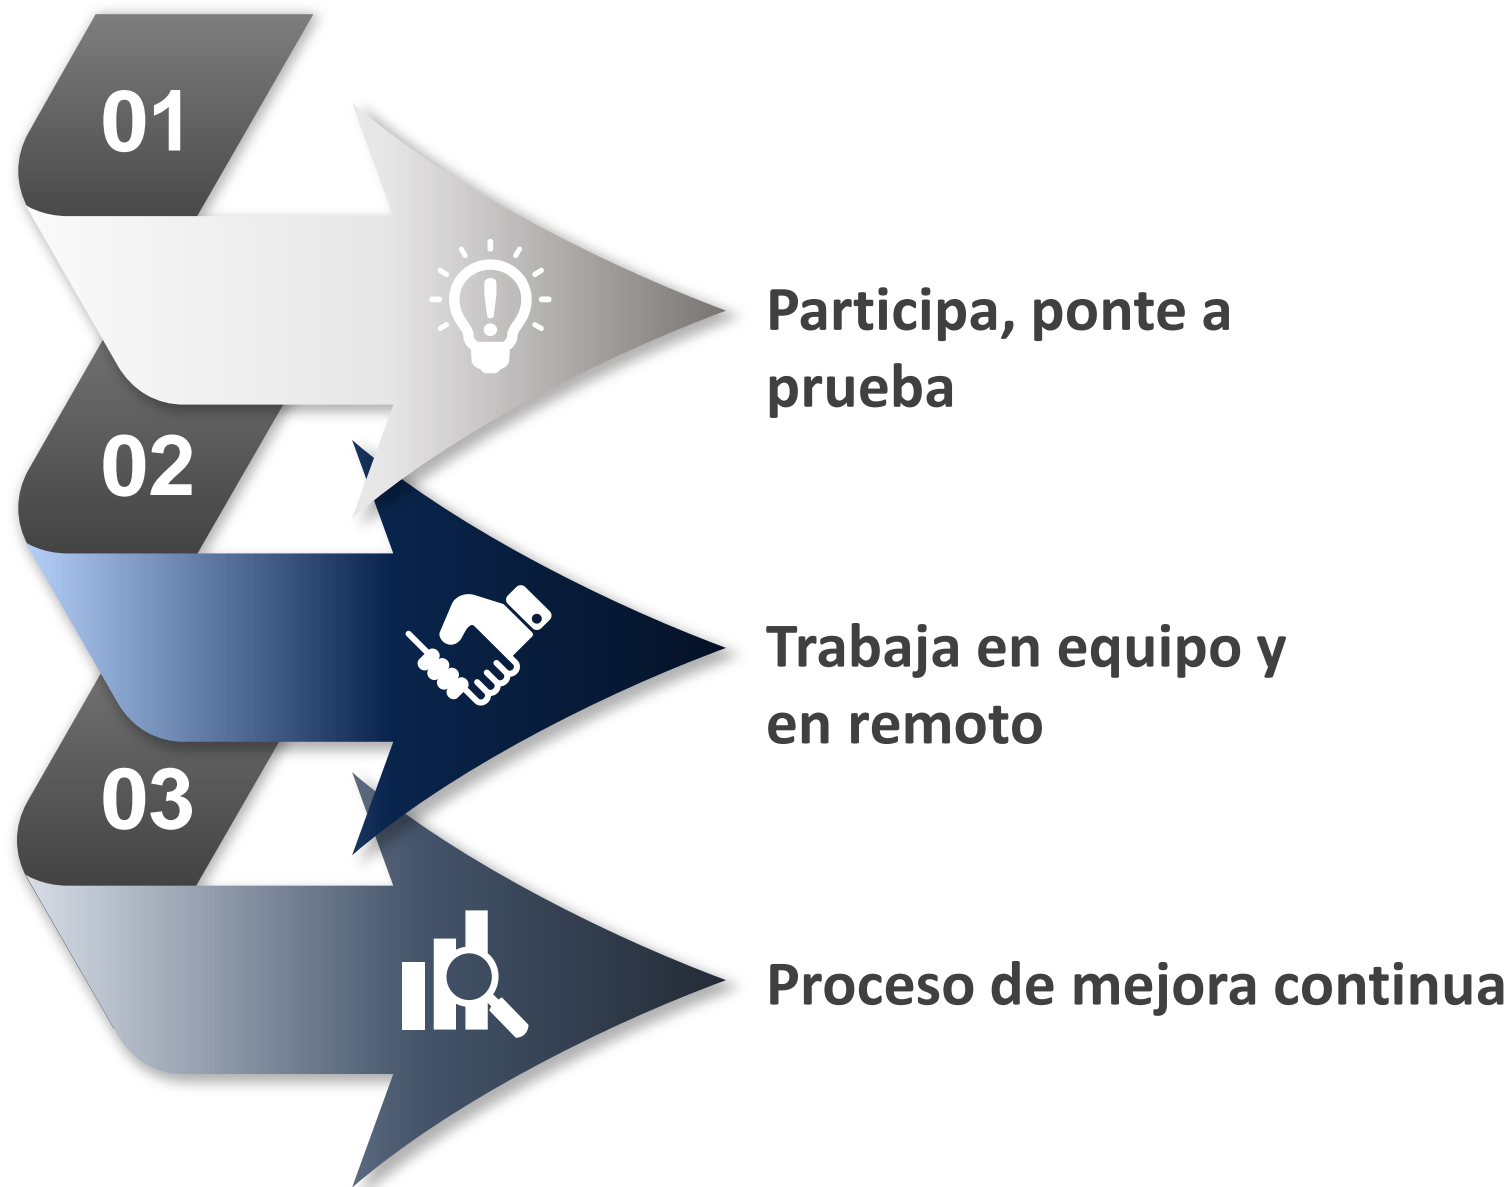 01
Participa, ponte a
prueba
02
Trabaja en equipo y
en remoto
03
Proceso de mejora continua